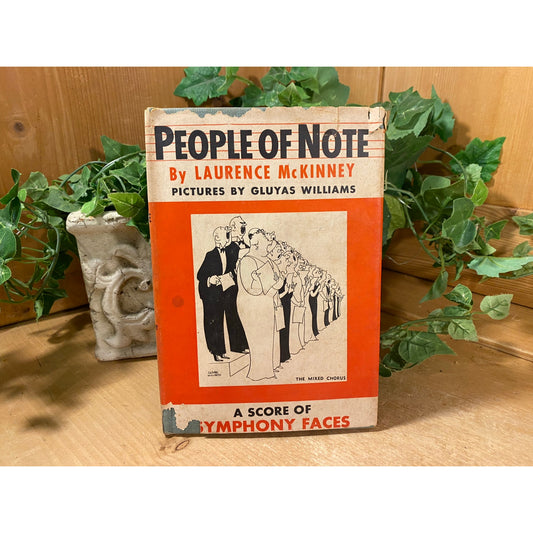 PEOPLE OF NOTE
By LAURENCE McKINNEY
PICTURES BY GLUYAS WILLIAMS
THE MIXED CHORUS
A SCORE OF
SYMPHONY FACES